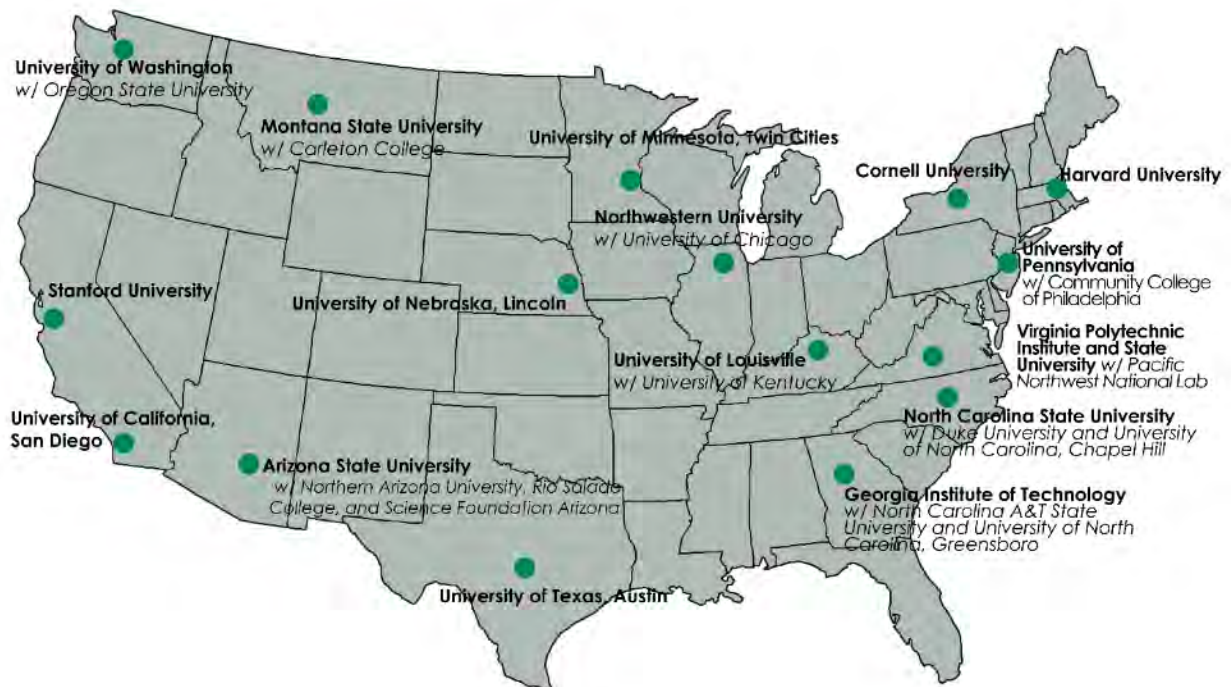 University of Washington
w/ Oregon State University
Montana State University
w/ Carleton College
University of Minnesota, Twin Cities
Cornell University
Harvard University
Northwestern University
w/ University of Chicago
University of
Pennsylvania
w/ Community College
of Philadelphia
Stanford University
University of Nebraska, Lincoln
University of Louisville
w/ University of Kentucky
Virginia Polytechnic
Institute and State
University w/ Pacific
Northwest National Lab
University of California,
San Diego
North Carolina State University
w/ Duke University and University
of North Carolina, Chapel Hill
Arizona State University
w/ Northern Arizona University, Rio Salado
College, and Science Foundation Arizona
Georgia Institute of Technology
w/ North Carolina A&T State
University and University of North
Carolina, Greensboro
University of Texas, Austin